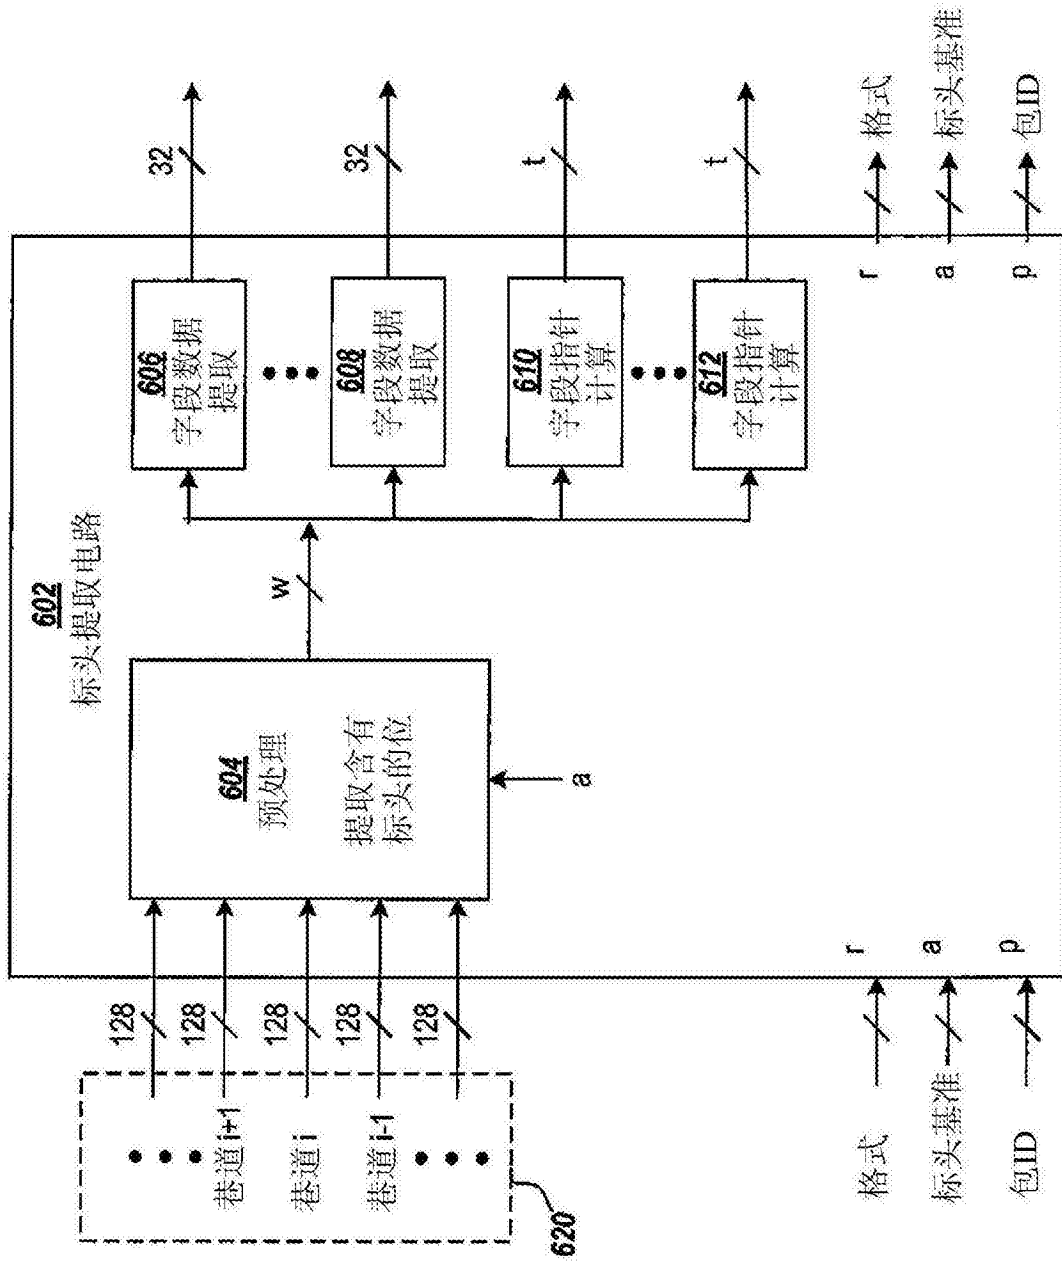 602
标头提取电路
巷道i+1
巷道i
巷道i-1
620
128
128
128
128
128
604
预处理
提取含有
标头的位
a
w
606
字段数据
提取
608
字段数据
提取
610
字段指针
计算
612
字段指针
计算
32
32
t
t
格式
r
r
格式
标头基准
a
a
标头基准
包ID
p
p
包ID